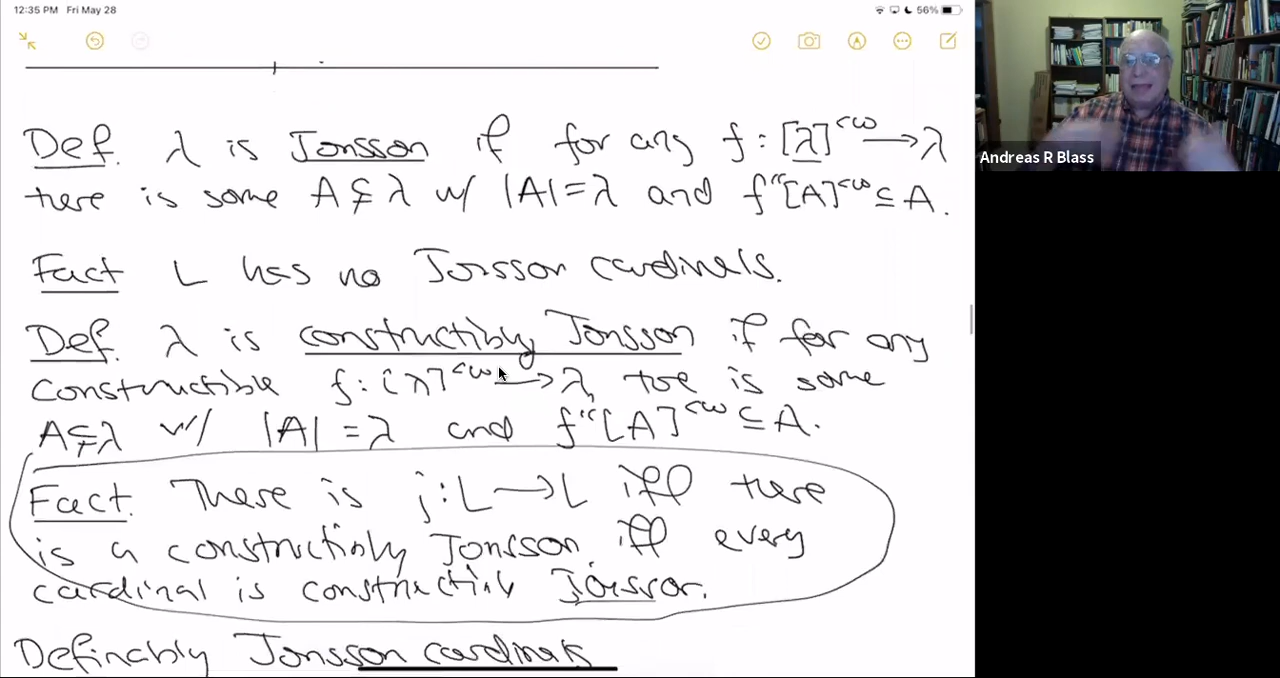 12:35 PM Fri May 28
56%
Def. λ is Jonsson if for any f : [λ]^{<ω} → λ
there is some A ⊊ λ w/ |A| = λ and f"[A]^{<ω} ⊆ A.
Fact L has no Jonsson cardinals.
Def. λ is constructibly Jonsson if for any
constructible f : [λ]^{<ω} → λ, there is some
A ⊊ λ w/ |A| = λ and f"[A]^{<ω} ⊆ A.
Fact. There is j : L → L iff there
is a constructibly Jonsson iff every
cardinal is constructibly Jonsson.
Definably Jonsson cardinals
Andreas R Blass